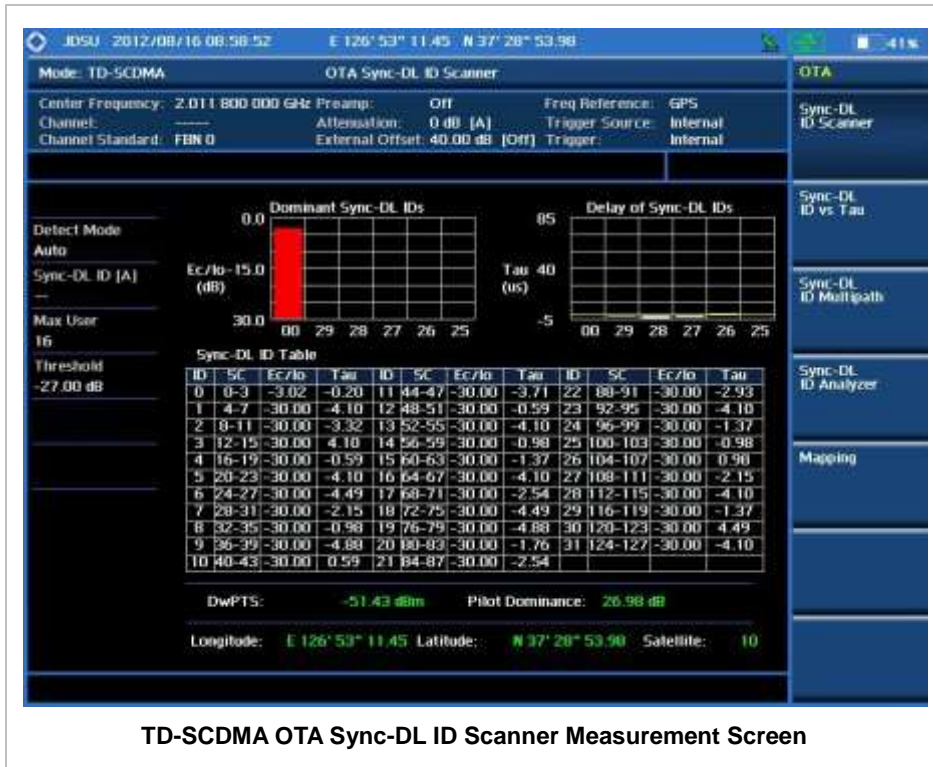 JDSU 2012/08/16 08:58:52 E 126° 53" 11.45 N 37° 28" 53.98 41%
Mode: TD-SCDMA OTA Sync-DL ID Scanner OTA
Center Frequency: 2.011 800 000 GHz Preamp: Off Freq Reference: GPS
Channel: ---- Attenuation: 0 dB [A] Trigger Source: Internal
Channel Standard: FBN 0 External Offset: 40.00 dB [Off] Trigger: Internal
Sync-DL
ID Scanner
Sync-DL
ID vs Tau
Sync-DL
ID Multipath
Sync-DL
ID Analyzer
Mapping
Detect Mode
Auto
Sync-DL ID [A]
--
Max User
16
Threshold
-27.00 dB
Dominant Sync-DL IDs
0.0
Ec/Io -15.0
(dB)
30.0
00 29 28 27 26 25
Delay of Sync-DL IDs
85
Tau 40
(us)
-5
00 29 28 27 26 25
Sync-DL ID Table
ID SC Ec/Io Tau ID SC Ec/Io Tau ID SC Ec/Io Tau
0 0-3 -3.02 -0.20 11 44-47 -30.00 -3.71 22 88-91 -30.00 -2.93
1 4-7 -30.00 -4.10 12 48-51 -30.00 -0.59 23 92-95 -30.00 -4.10
2 8-11 -30.00 -3.32 13 52-55 -30.00 -4.10 24 96-99 -30.00 -1.37
3 12-15 -30.00 4.10 14 56-59 -30.00 -0.98 25 100-103 -30.00 -0.98
4 16-19 -30.00 -0.59 15 60-63 -30.00 -1.37 26 104-107 -30.00 0.98
5 20-23 -30.00 -4.10 16 64-67 -30.00 -4.10 27 108-111 -30.00 -2.15
6 24-27 -30.00 -4.49 17 68-71 -30.00 -2.54 28 112-115 -30.00 -4.10
7 28-31 -30.00 -2.15 18 72-75 -30.00 -4.49 29 116-119 -30.00 -1.37
8 32-35 -30.00 -0.98 19 76-79 -30.00 -4.88 30 120-123 -30.00 4.49
9 36-39 -30.00 -4.88 20 80-83 -30.00 -1.76 31 124-127 -30.00 -4.10
10 40-43 -30.00 0.59 21 84-87 -30.00 -2.54
DwPTS: -51.43 dBm Pilot Dominance: 26.98 dB
Longitude: E 126° 53" 11.45 Latitude: N 37° 28" 53.98 Satellite: 10
TD-SCDMA OTA Sync-DL ID Scanner Measurement Screen